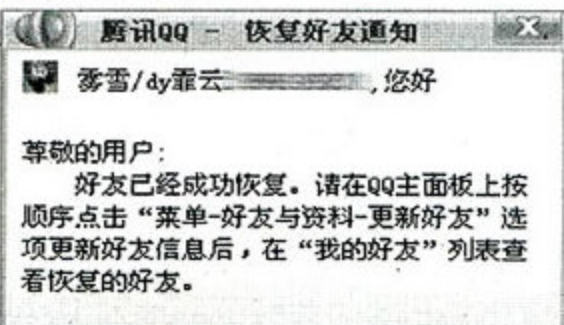 腾讯QQ - 恢复好友通知
雾雪/dy霏云 ,您好
尊敬的用户:
好友已经成功恢复。请在QQ主面板上按
顺序点击“菜单-好友与资料-更新好友”选
项更新好友信息后,在“我的好友”列表查
看恢复的好友。